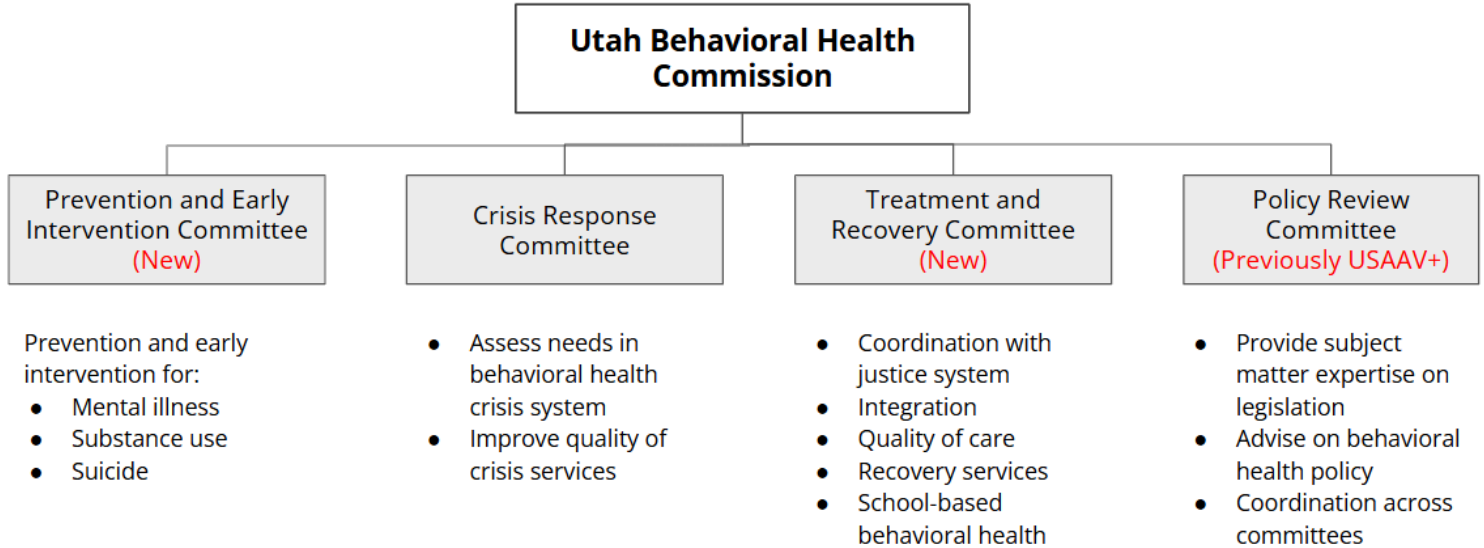 Utah Behavioral Health
Commission
Prevention and Early
Intervention Committee
(New)
Crisis Response
Committee
Treatment and
Recovery Committee
(New)
Policy Review
Committee
(Previously USAAV+)
Prevention and early
intervention for:
● Mental illness
● Substance use
● Suicide
● Assess needs in
behavioral health
crisis system
● Improve quality of
crisis services
● Coordination with
justice system
● Integration
● Quality of care
● Recovery services
● School-based
behavioral health
● Provide subject
matter expertise on
legislation
● Advise on behavioral
health policy
● Coordination across
committees